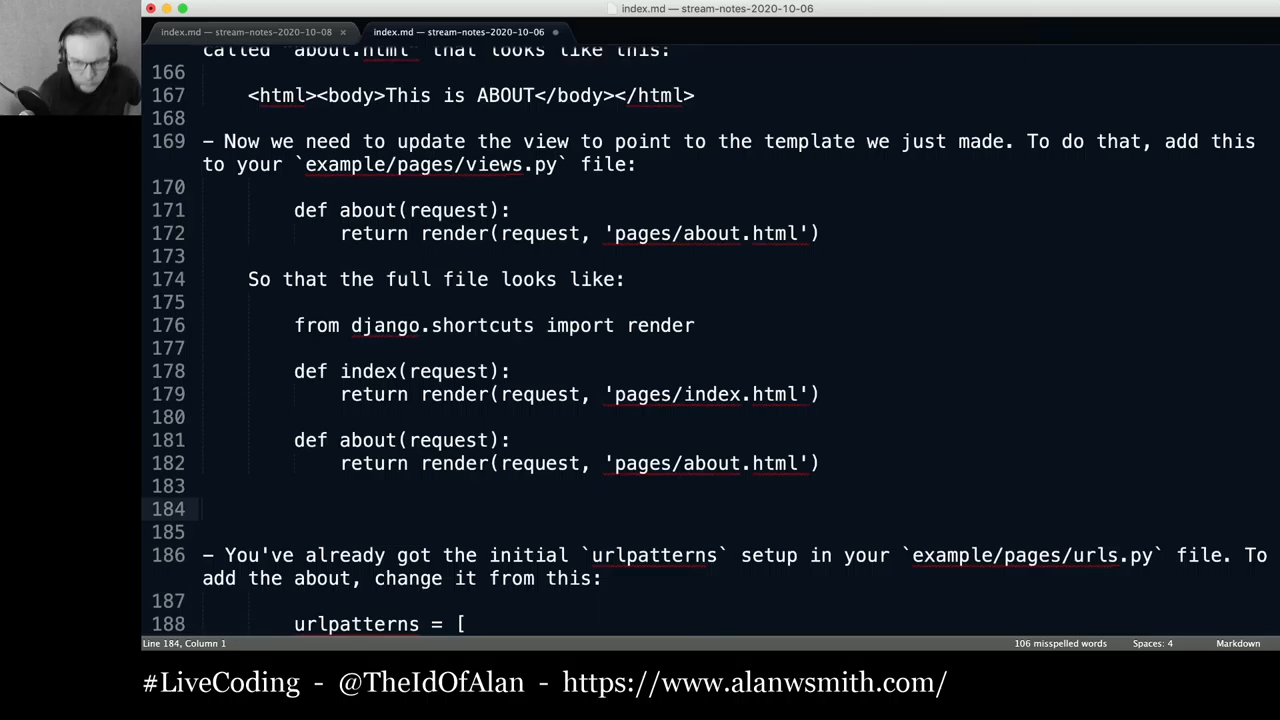 index.md — stream-notes-2020-10-06
index.md — stream-notes-2020-10-08 ×
index.md — stream-notes-2020-10-06
called "about.html" that looks like this:
166
167 <html><body>This is ABOUT</body></html>
168
169 - Now we need to update the view to point to the template we just made. To do that, add this
to your `example/pages/views.py` file:
170
171 def about(request):
172 return render(request, 'pages/about.html')
173
174 So that the full file looks like:
175
176 from django.shortcuts import render
177
178 def index(request):
179 return render(request, 'pages/index.html')
180
181 def about(request):
182 return render(request, 'pages/about.html')
183
184
185
186 - You've already got the initial `urlpatterns` setup in your `example/pages/urls.py` file. To
add the about, change it from this:
187
188 urlpatterns = [
Line 184, Column 1 106 misspelled words Spaces: 4 Markdown
#LiveCoding - @TheIdOfAlan - https://www.alanwsmith.com/